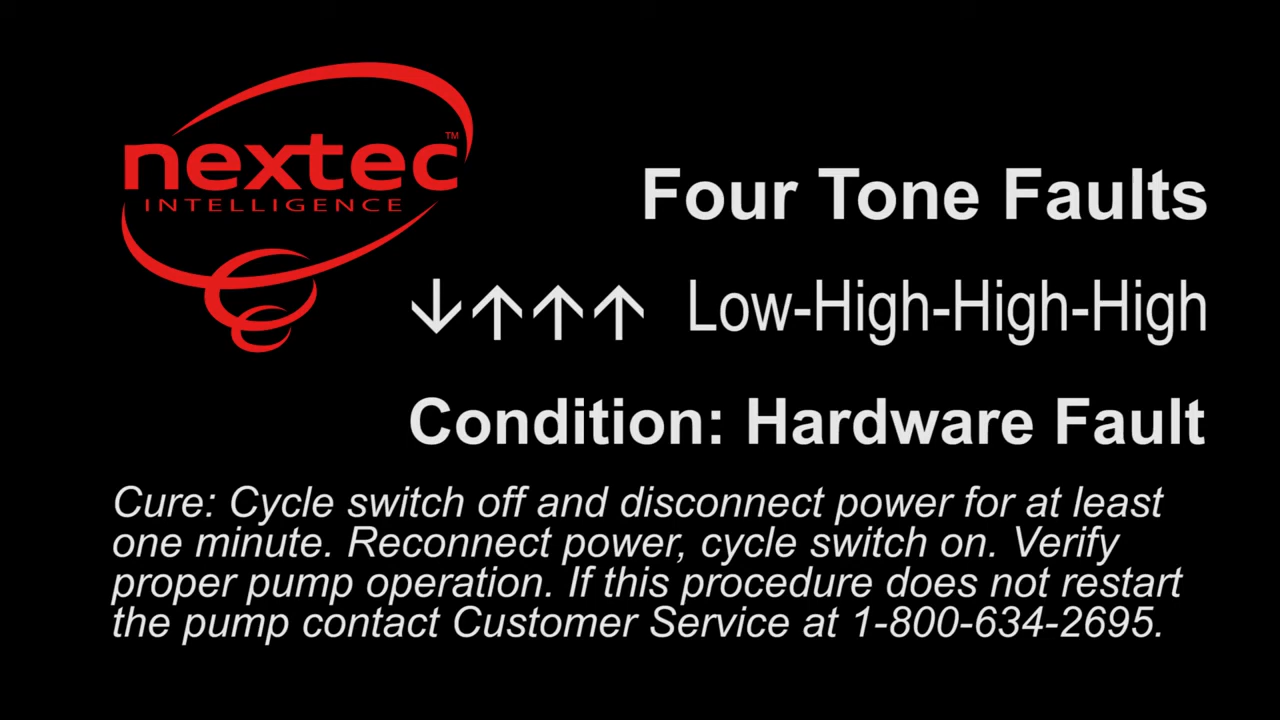 nextec™
INTELLIGENCE
Four Tone Faults
↓↑↑↑ Low-High-High-High
Condition: Hardware Fault
Cure: Cycle switch off and disconnect power for at least
one minute. Reconnect power, cycle switch on. Verify
proper pump operation. If this procedure does not restart
the pump contact Customer Service at 1-800-634-2695.